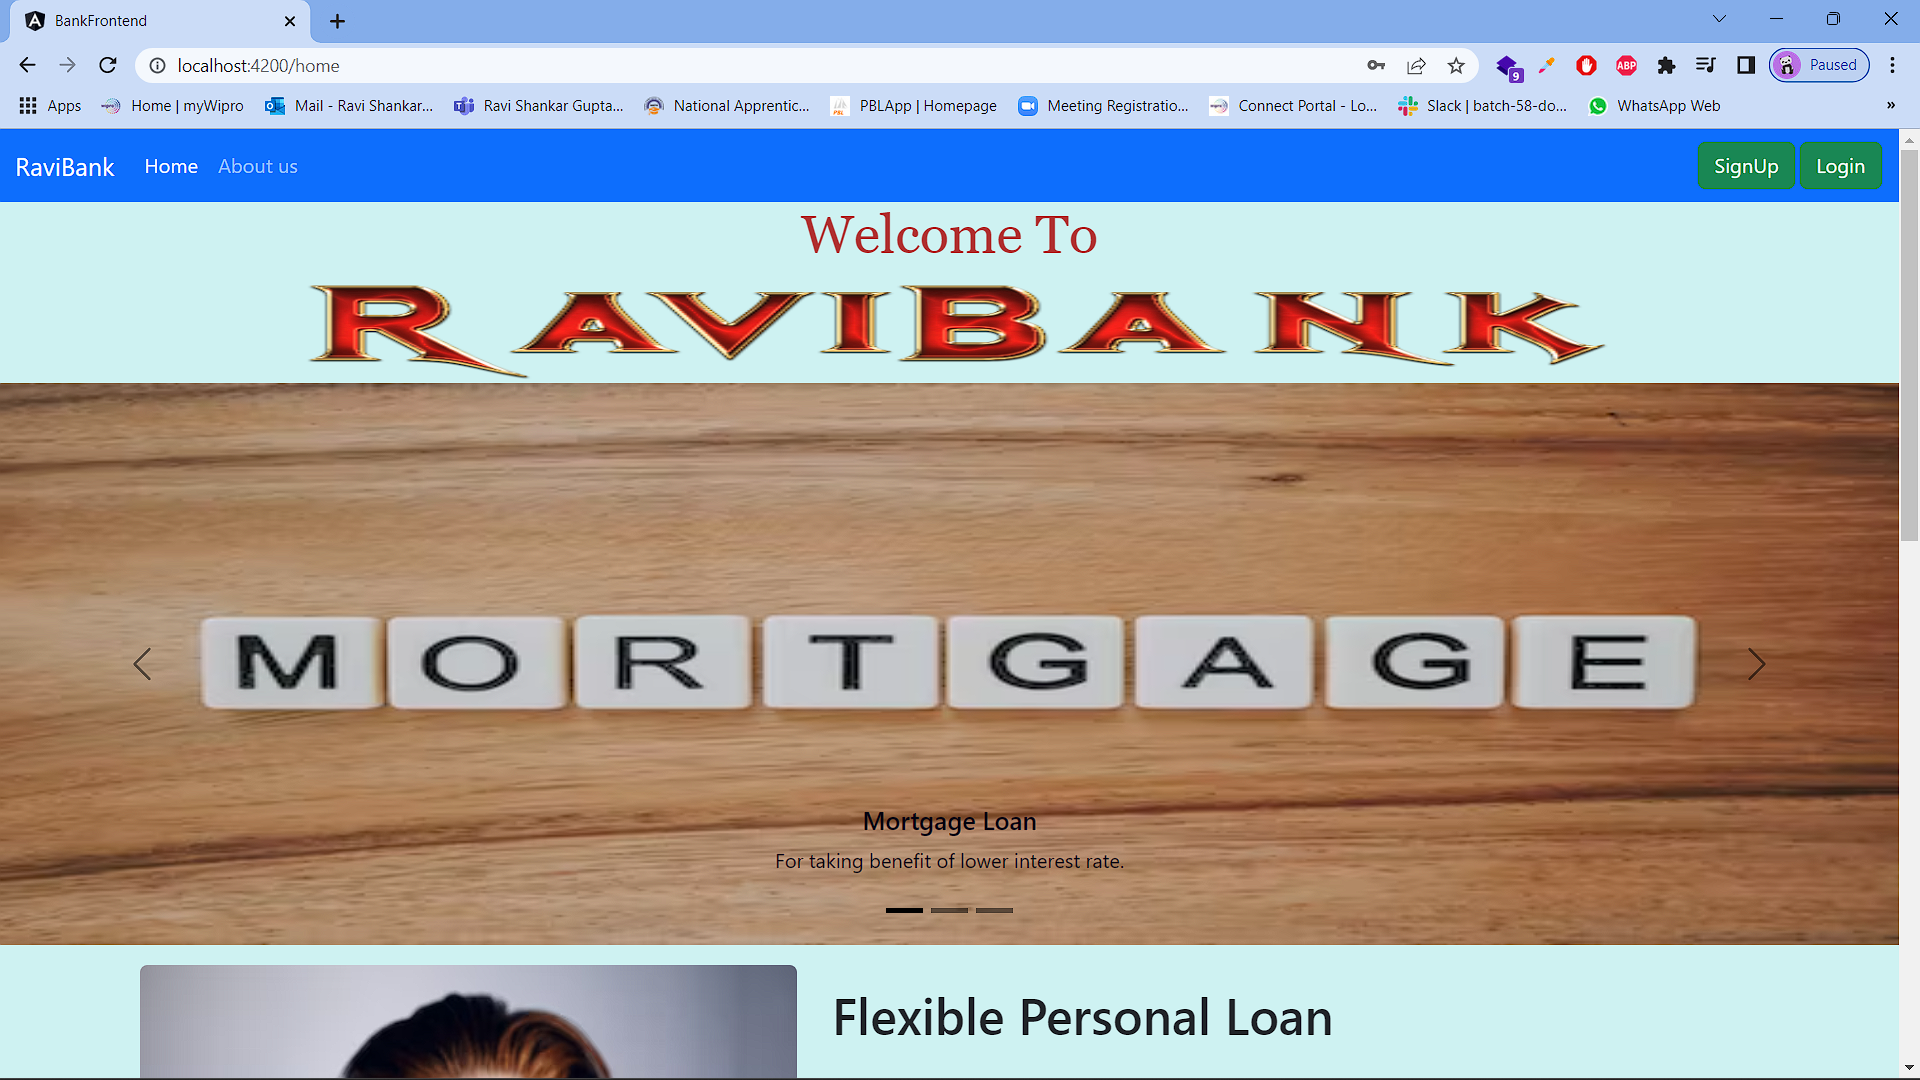 BankFrontend
localhost:4200/home
9
ABP
Paused
Apps
Home | myWipro
Mail - Ravi Shankar...
Ravi Shankar Gupta...
National Apprentic...
PBLApp | Homepage
Meeting Registratio...
Connect Portal - Lo...
Slack | batch-58-do...
WhatsApp Web
»
RaviBank
Home
About us
SignUp
Login
Welcome To
RAVIBANK
MORTGAGE
Mortgage Loan
For taking benefit of lower interest rate.
Flexible Personal Loan